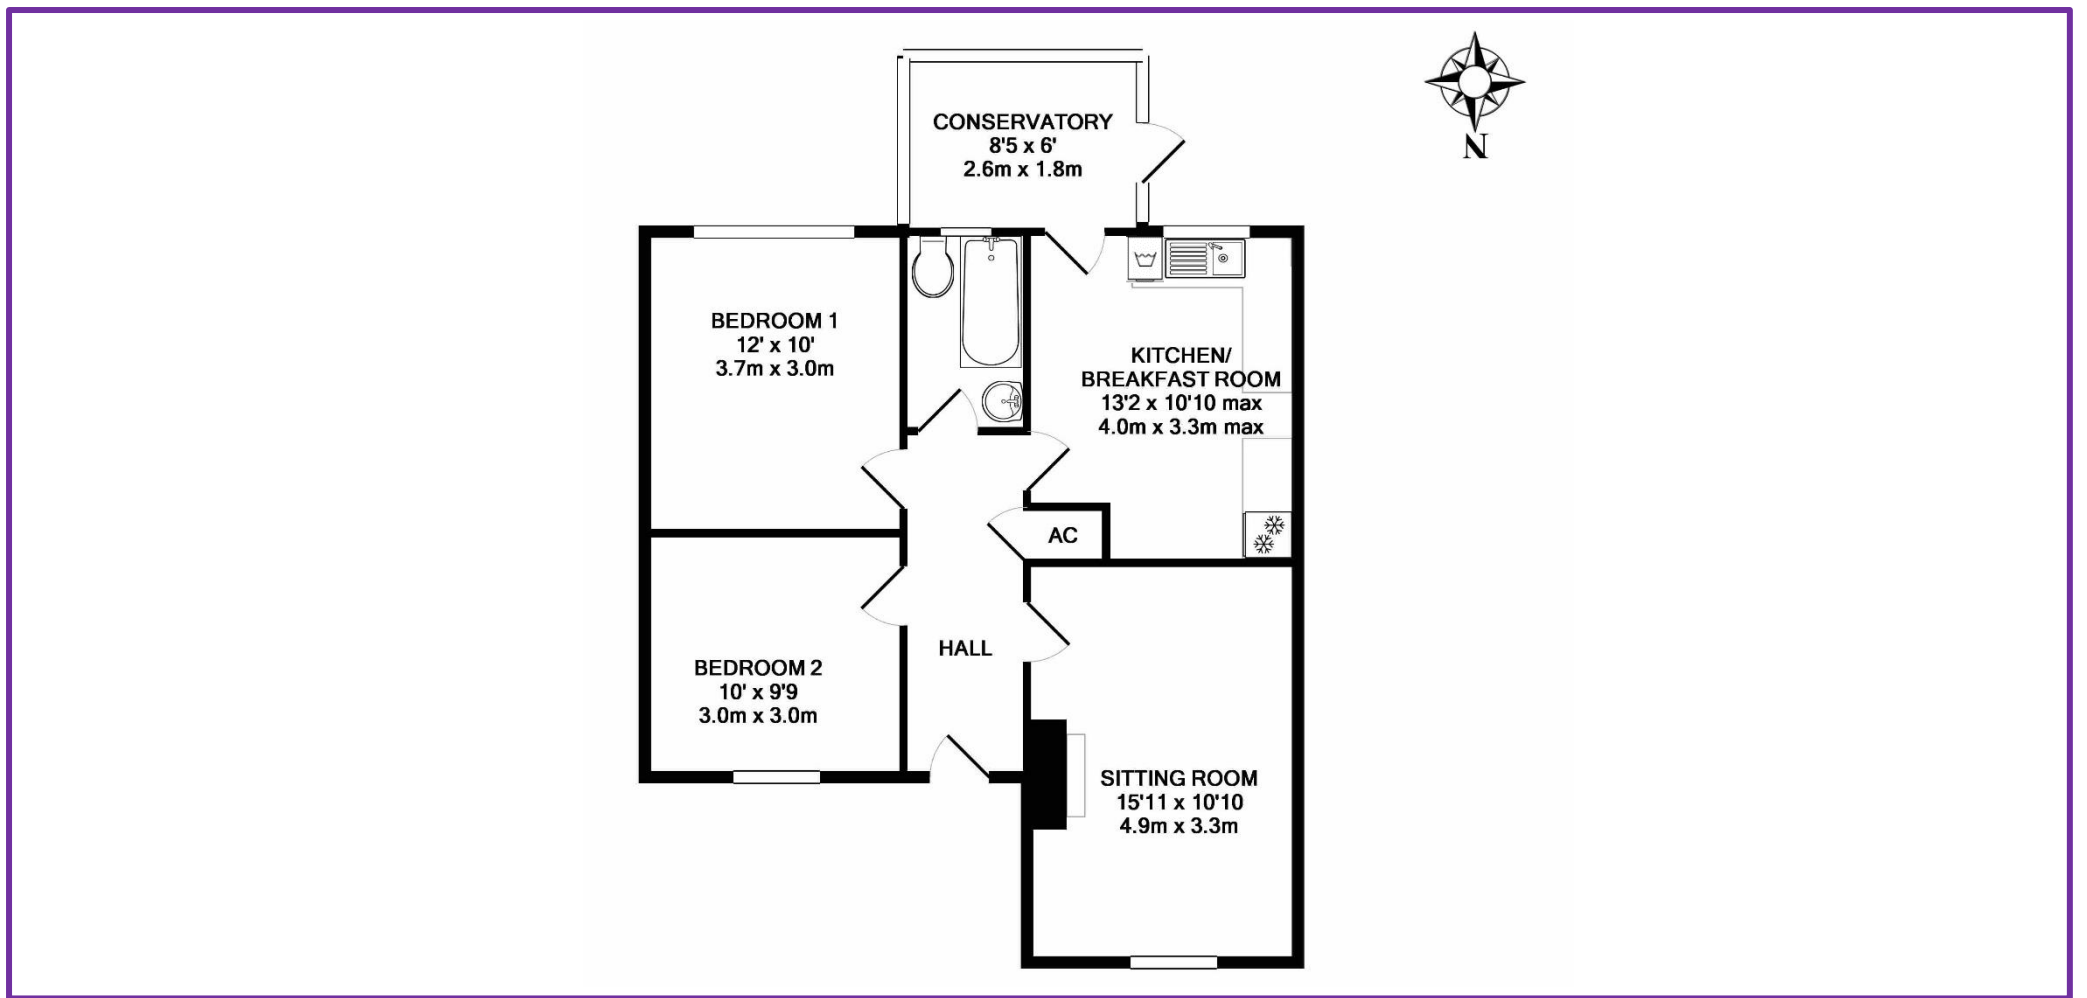 CONSERVATORY
8'5 x 6'
2.6m x 1.8m
N
BEDROOM 1
12' x 10'
3.7m x 3.0m
KITCHEN/
BREAKFAST ROOM
13'2 x 10'10 max
4.0m x 3.3m max
AC
HALL
BEDROOM 2
10' x 9'9
3.0m x 3.0m
SITTING ROOM
15'11 x 10'10
4.9m x 3.3m